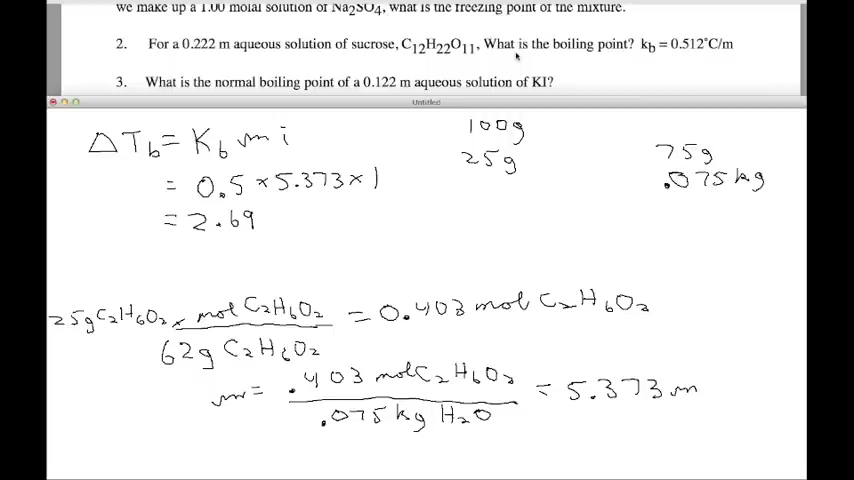 we make up a 1.00 molal solution of Na2SO4, what is the freezing point of the mixture.
2. For a 0.222 m aqueous solution of sucrose, C12H22O11, What is the boiling point? kb = 0.512°C/m
3. What is the normal boiling point of a 0.122 m aqueous solution of KI?
Untitled
ΔTb = Kb m i
= 0.5 × 5.373 × 1
= 2.69
100g
25g
75g
.075 kg
25g C2H6O2 × mol C2H6O2 = 0.403 mol C2H6O2
62g C2H6O2
m = .403 mol C2H6O2 = 5.373 m
.075 kg H2O